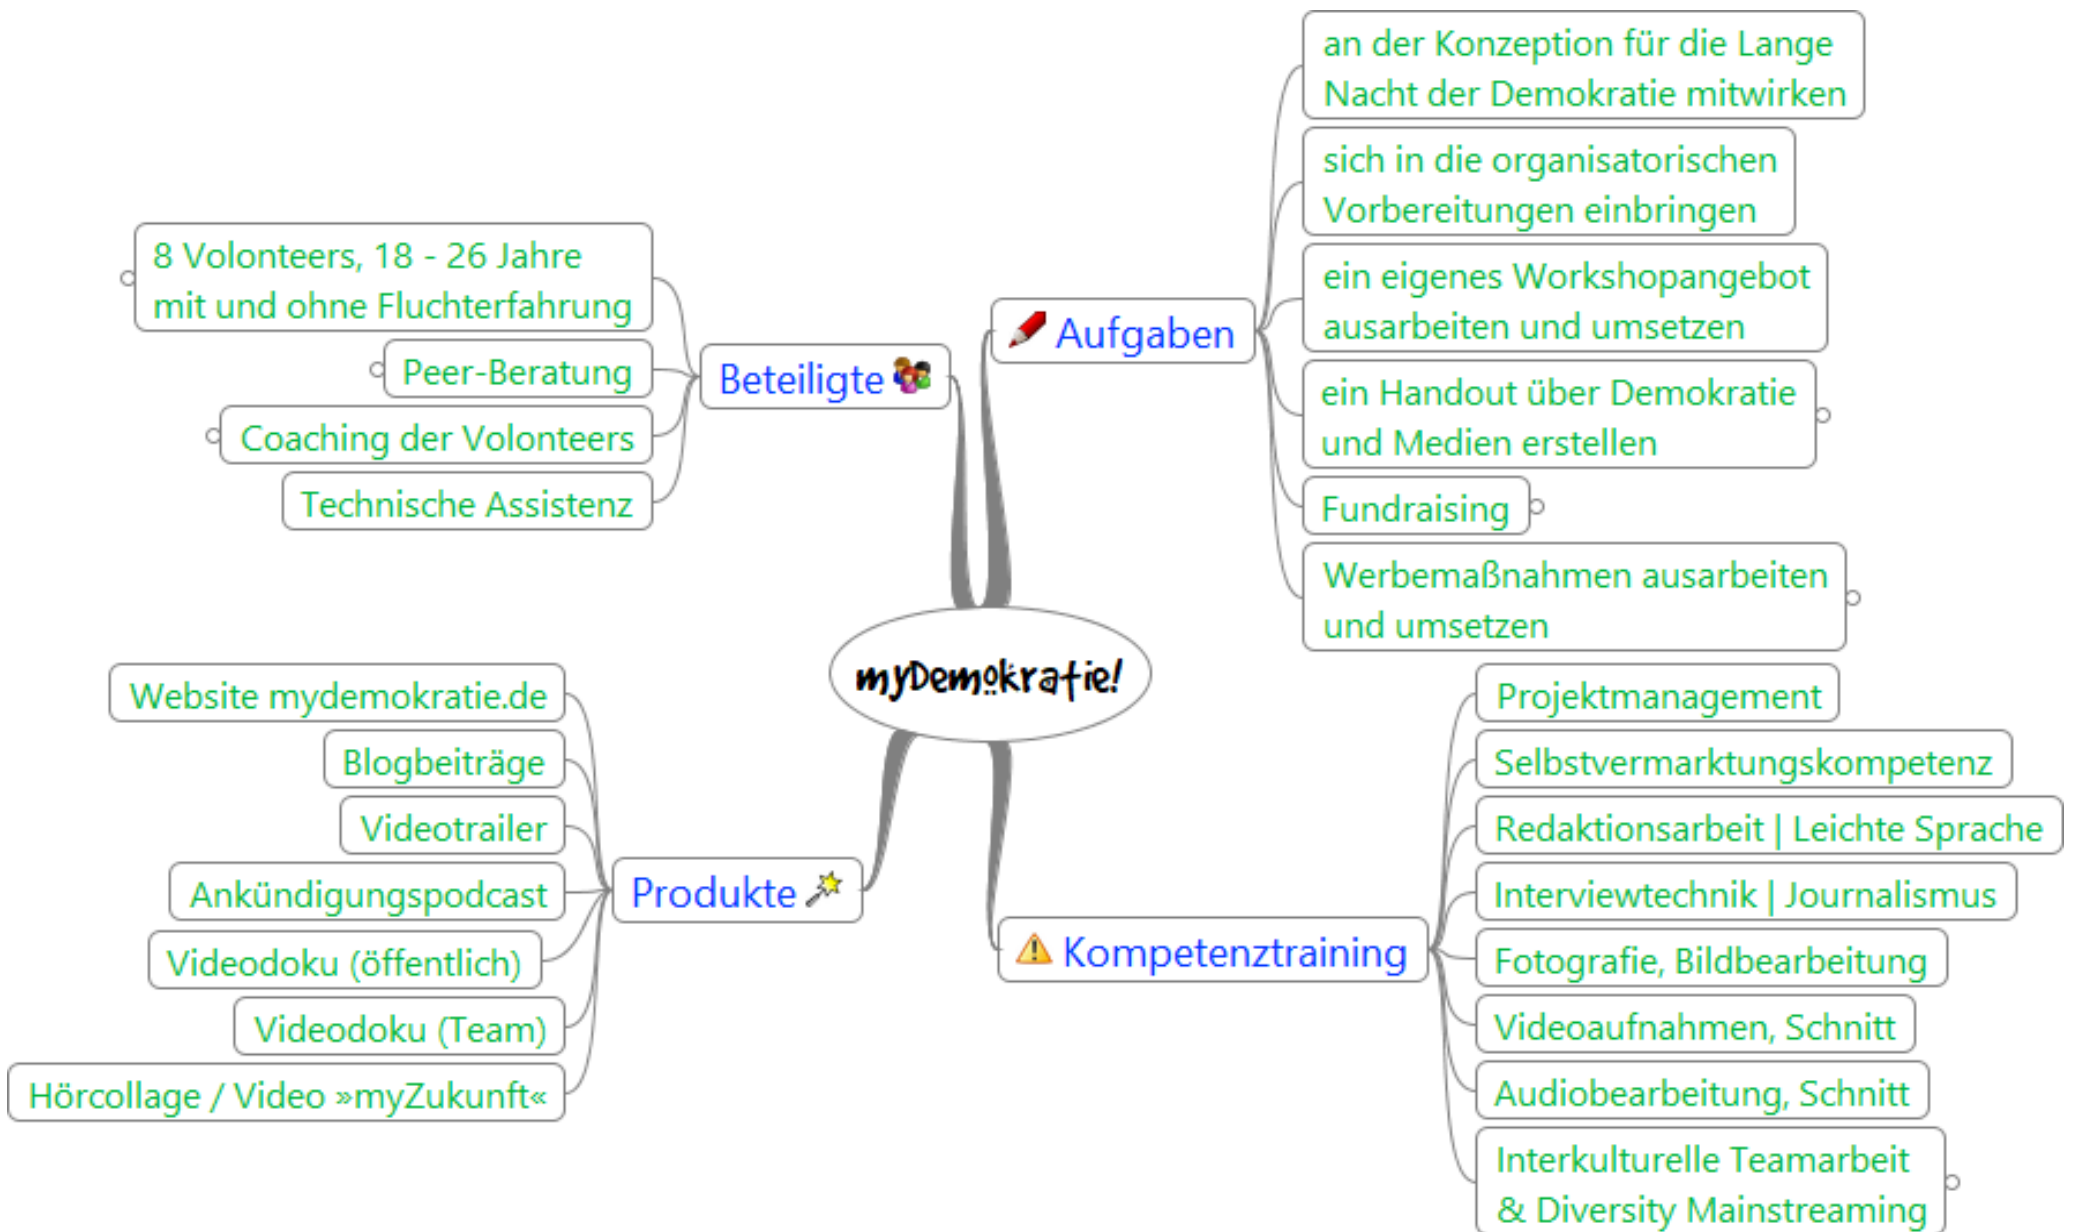 myDemokratie!
Aufgaben
an der Konzeption für die Lange
Nacht der Demokratie mitwirken
sich in die organisatorischen
Vorbereitungen einbringen
ein eigenes Workshopangebot
ausarbeiten und umsetzen
ein Handout über Demokratie
und Medien erstellen
Fundraising
Werbemaßnahmen ausarbeiten
und umsetzen
Kompetenztraining
Projektmanagement
Selbstvermarktungskompetenz
Redaktionsarbeit | Leichte Sprache
Interviewtechnik | Journalismus
Fotografie, Bildbearbeitung
Videoaufnahmen, Schnitt
Audiobearbeitung, Schnitt
Interkulturelle Teamarbeit
& Diversity Mainstreaming
Beteiligte
8 Volonteers, 18 - 26 Jahre
mit und ohne Fluchterfahrung
Peer-Beratung
Coaching der Volonteers
Technische Assistenz
Produkte
Website mydemokratie.de
Blogbeiträge
Videotrailer
Ankündigungspodcast
Videodoku (öffentlich)
Videodoku (Team)
Hörcollage / Video »myZukunft«